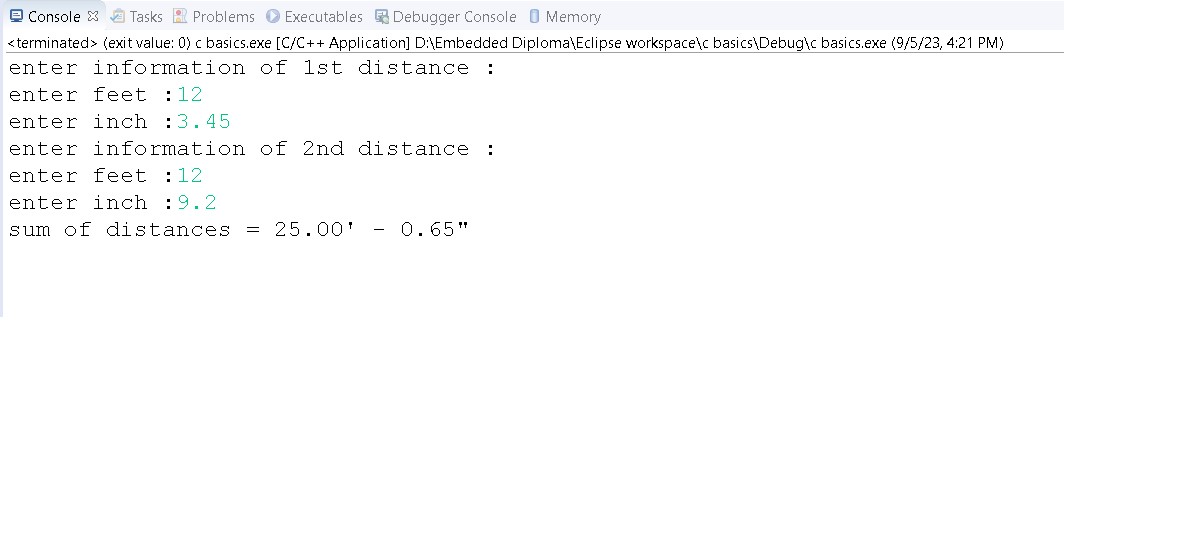 Console Tasks Problems Executables Debugger Console Memory
<terminated> (exit value: 0) c basics.exe [C/C++ Application] D:\Embedded Diploma\Eclipse workspace\c basics\Debug\c basics.exe (9/5/23, 4:21 PM)
enter information of 1st distance :
enter feet :12
enter inch :3.45
enter information of 2nd distance :
enter feet :12
enter inch :9.2
sum of distances = 25.00' - 0.65"